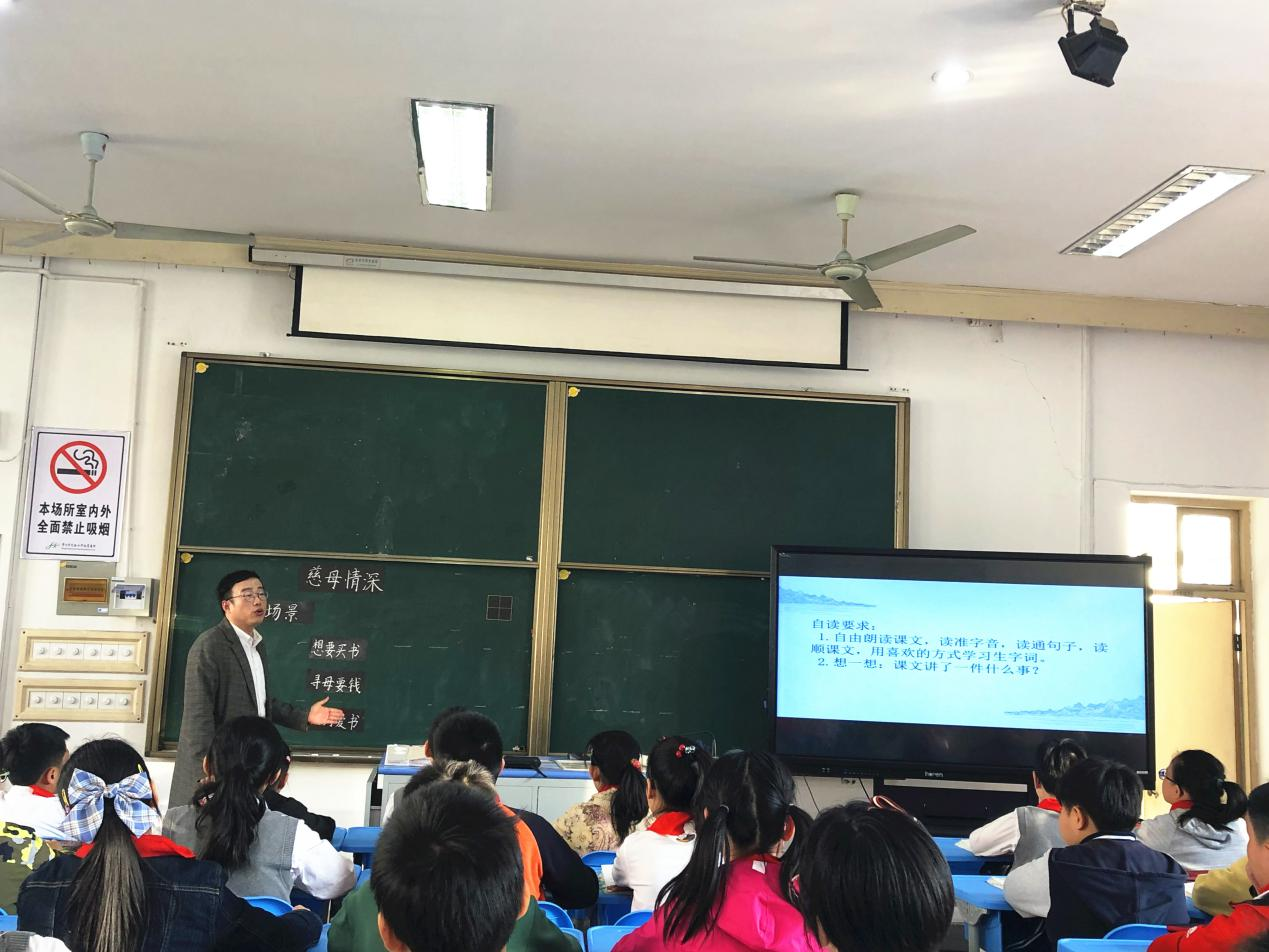 本场所室内外
全面禁止吸烟
慈母情深
场景
想要买书
寻母要钱
自读要求:
1. 自由朗读课文,读准字音,读通句子,读
顺课文,用喜欢的方式学习生字词。
2. 想一想:课文讲了一件什么事?